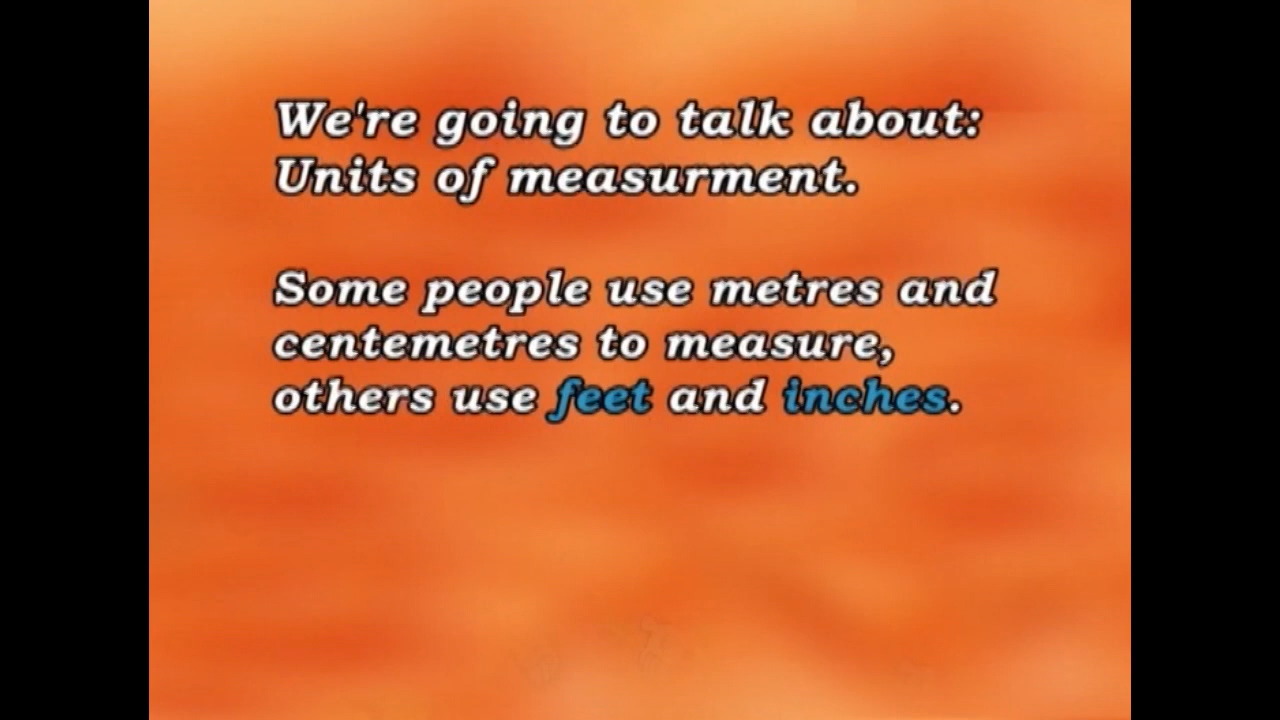 We're going to talk about:
Units of measurment.
Some people use metres and
centemetres to measure,
others use feet and inches.